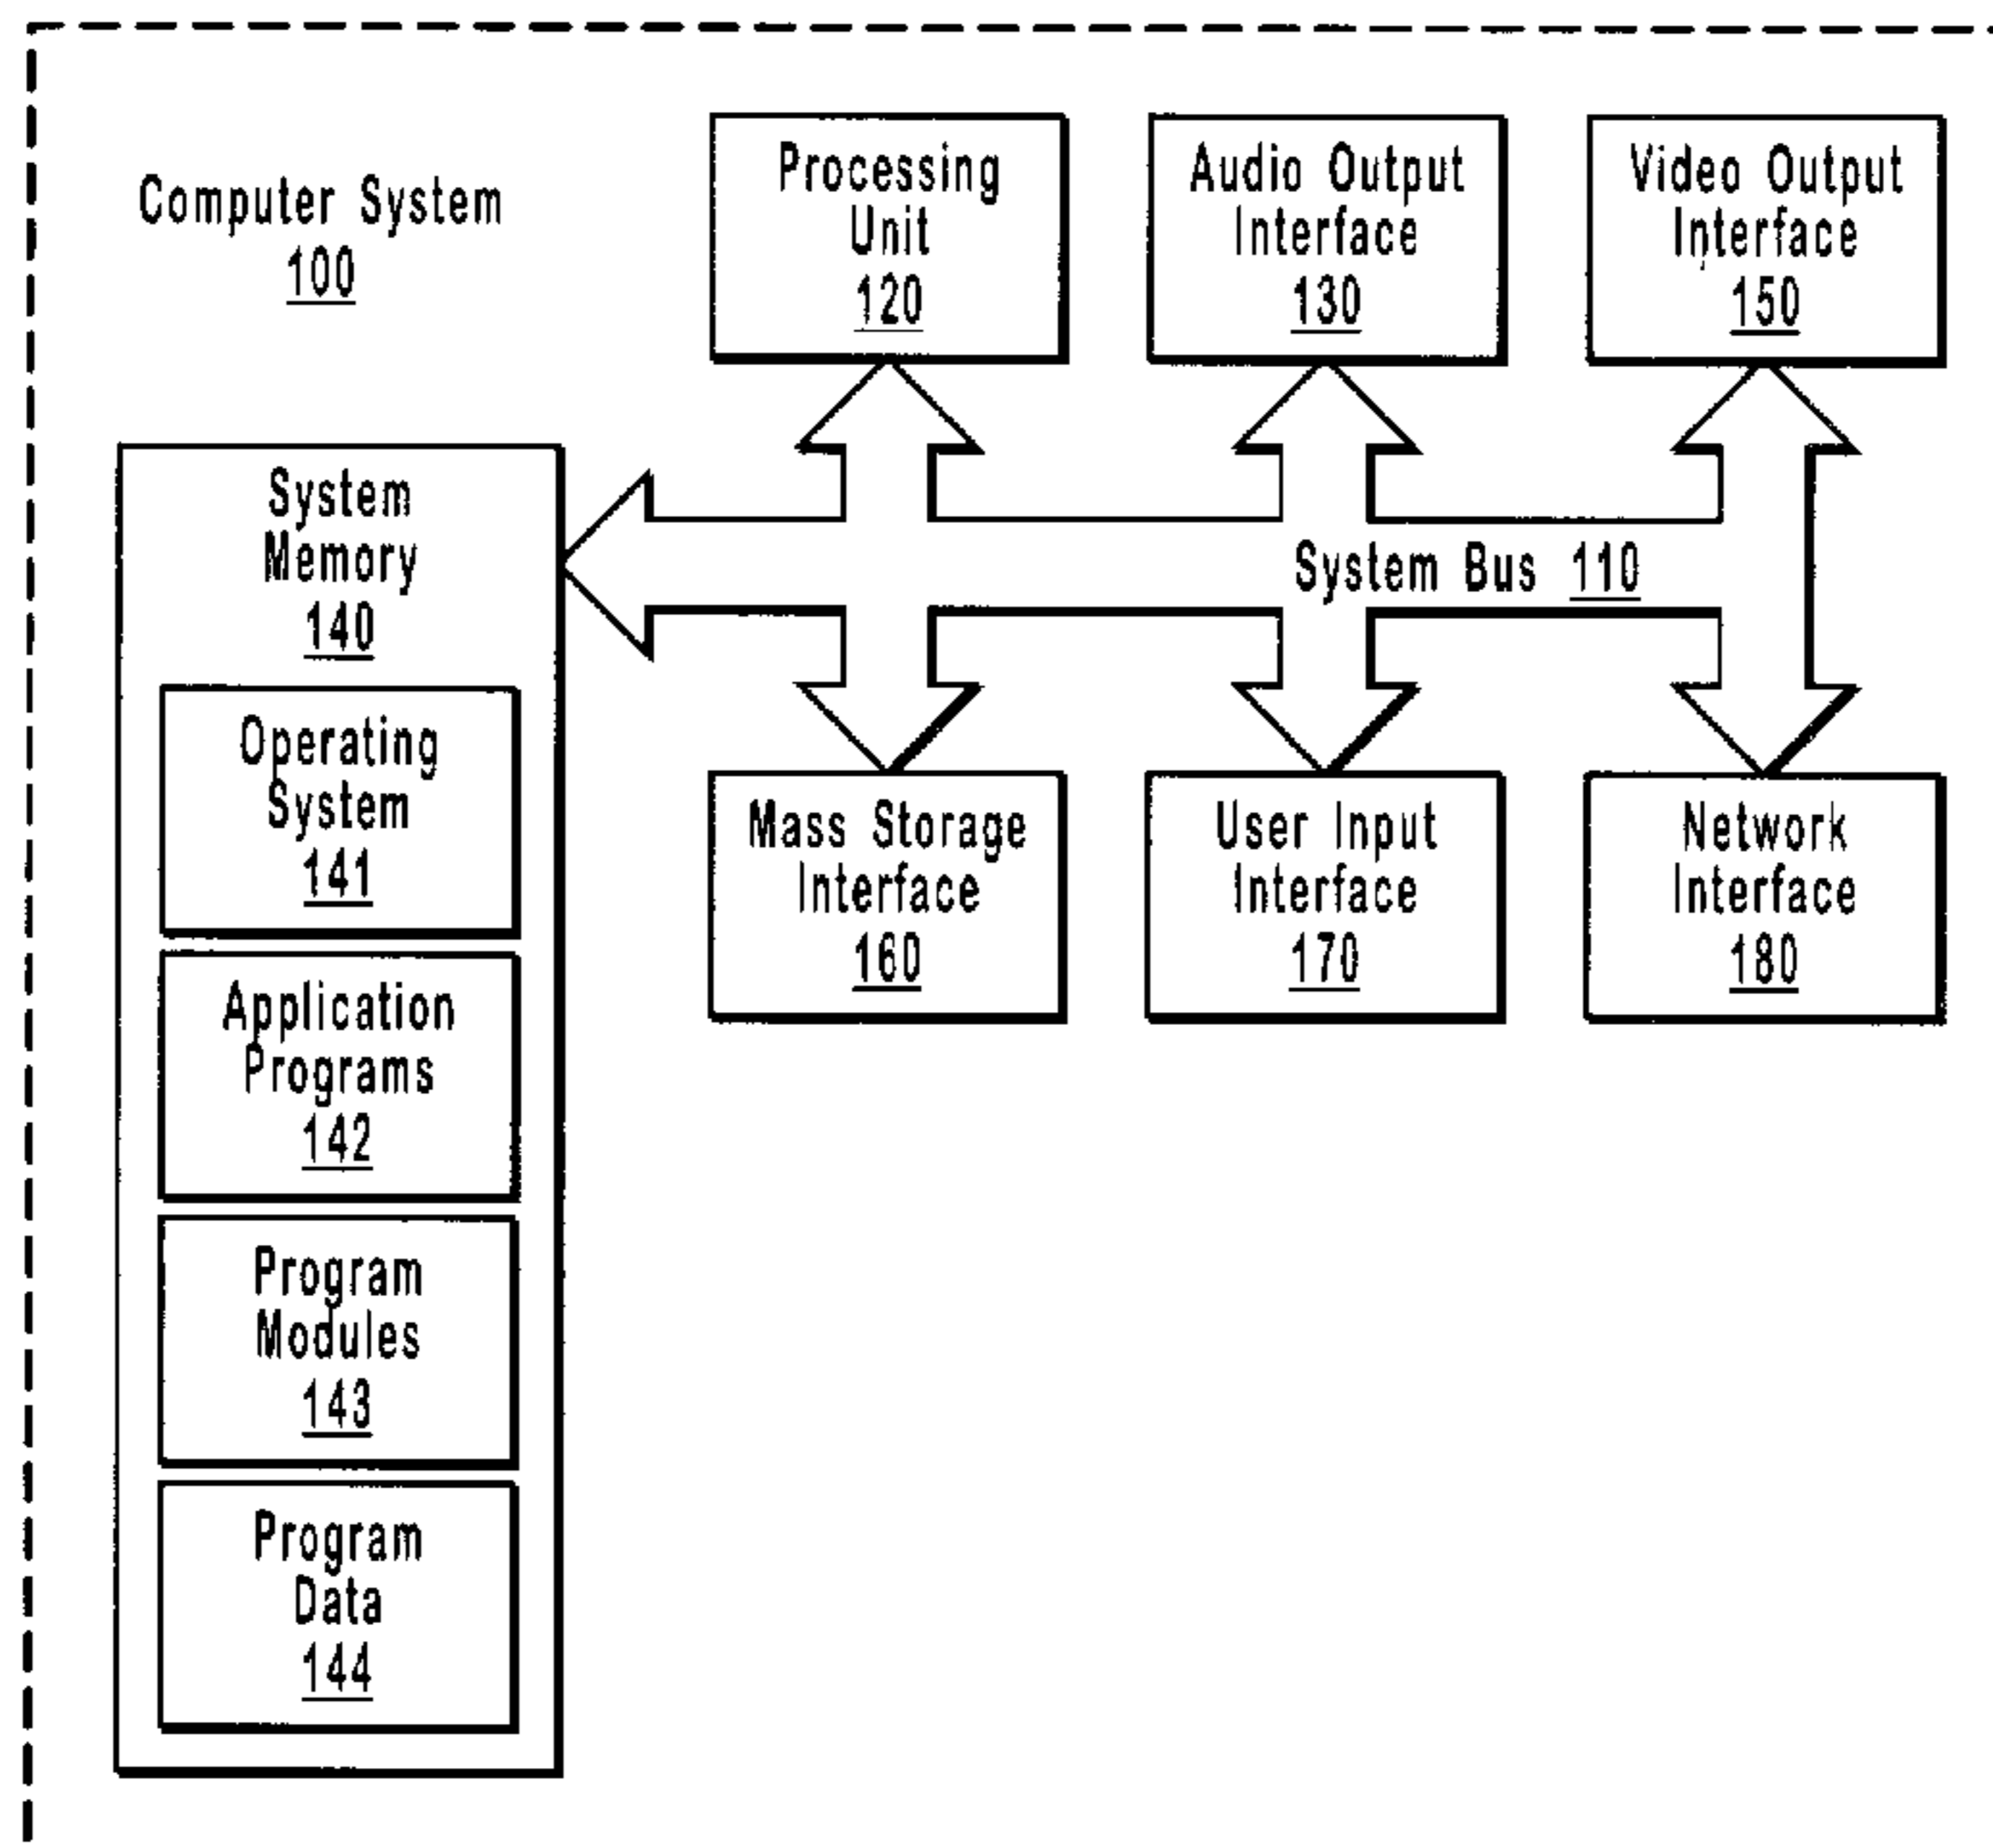 Computer System
100
Processing
Unit
120
Audio Output
Interface
130
Video Output
Interface
150
System
Memory
140
System Bus 110
Operating
System
141
Mass Storage
Interface
160
User Input
Interface
170
Network
Interface
180
Application
Programs
142
Program
Modules
143
Program
Data
144